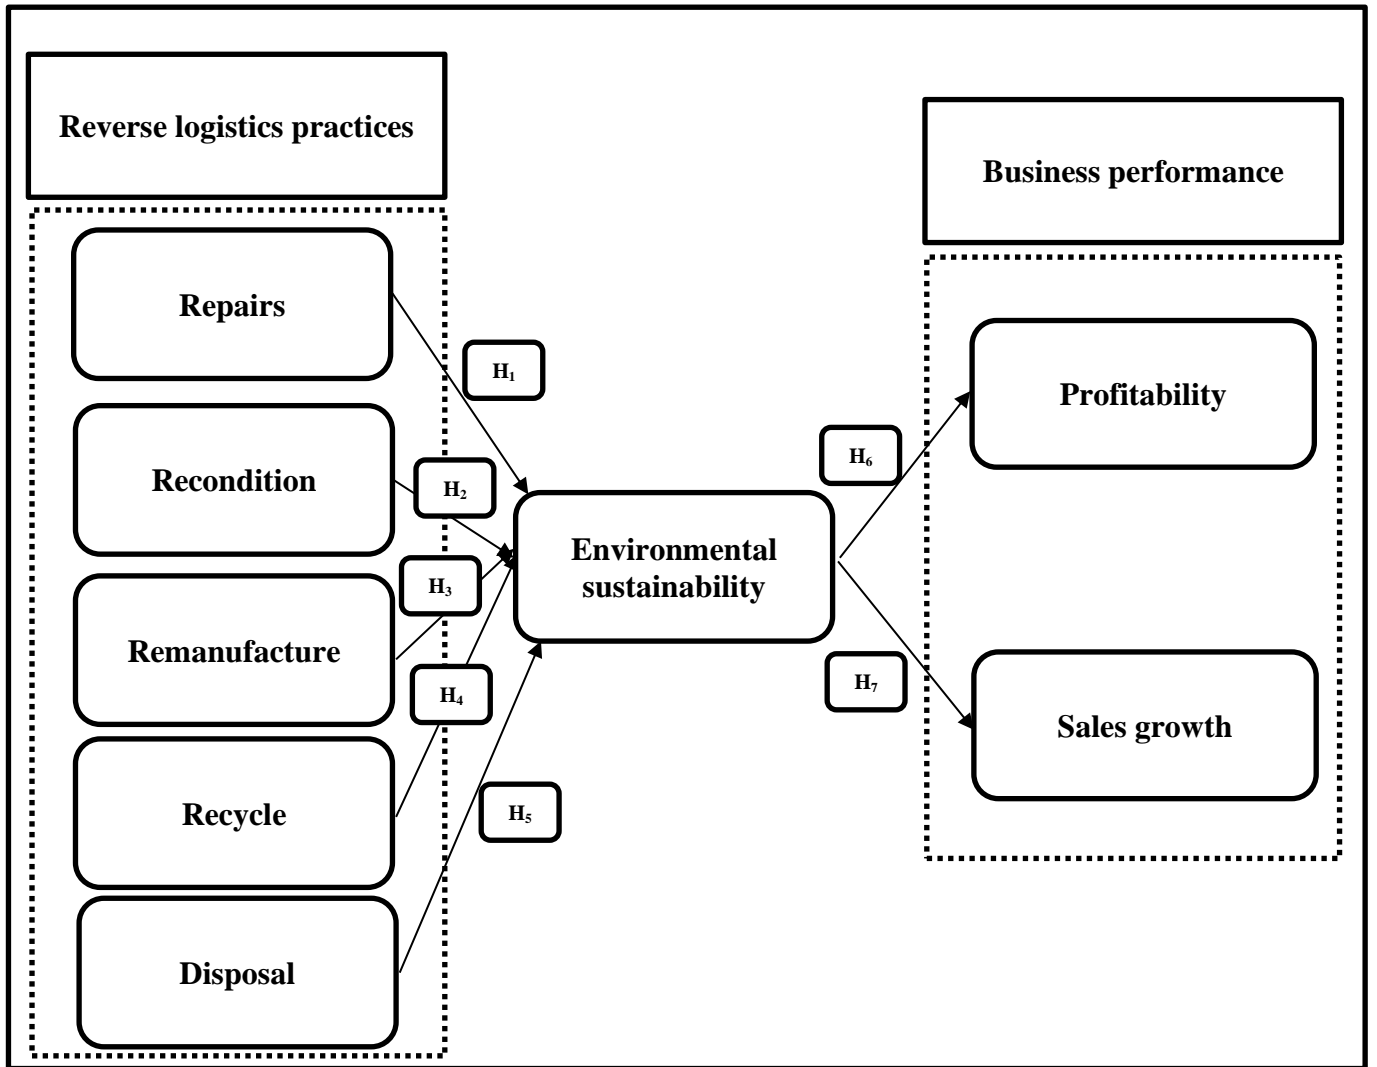 Reverse logistics practices
Business performance
Repairs
H₁
Profitability
Recondition
H₂
H₆
Environmental
sustainability
H₃
Remanufacture
H₄
H₇
Sales growth
Recycle
H₅
Disposal